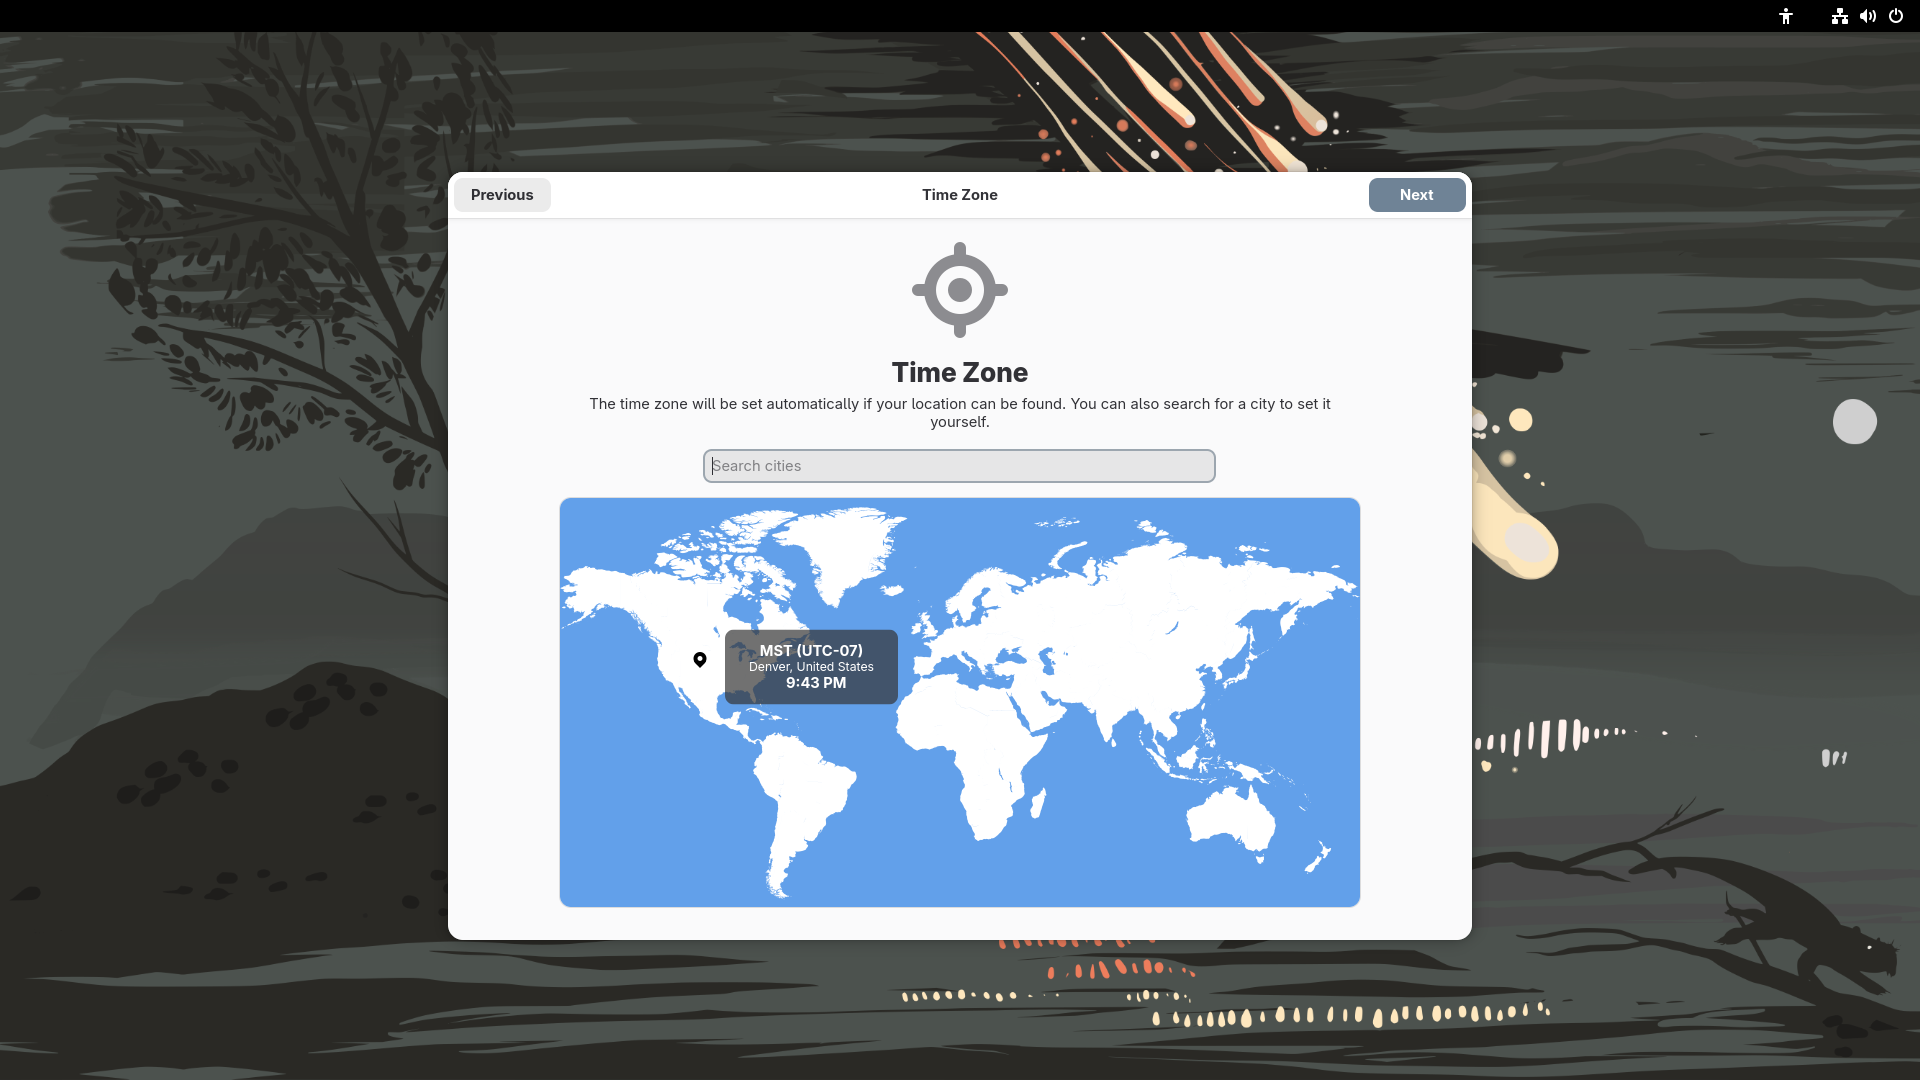 Previous
Time Zone
Next
Time Zone
The time zone will be set automatically if your location can be found. You can also search for a city to set it
yourself.
Search cities
MST (UTC-07)
Denver, United States
9:43 PM